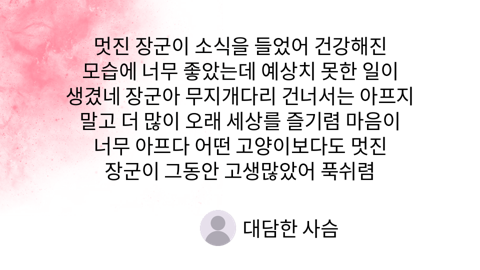 멋진 장군이 소식을 들었어 건강해진
모습에 너무 좋았는데 예상치 못한 일이
생겼네 장군아 무지개다리 건너서는 아프지
말고 더 많이 오래 세상를 즐기렴 마음이
너무 아프다 어떤 고양이보다도 멋진
장군이 그동안 고생많았어 푹쉬렴
대담한 사슴